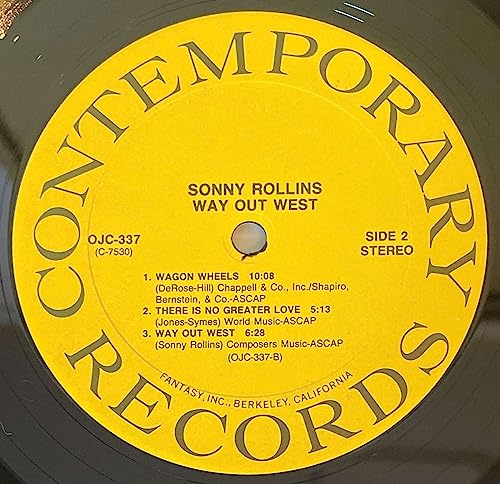 CONTEMPORARY RECORDS
SONNY ROLLINS
WAY OUT WEST
OJC-337
(C-7530)
SIDE 2
STEREO
1. WAGON WHEELS 10:08
(DeRose-Hill) Chappell & Co., Inc./Shapiro,
Bernstein, & Co.-ASCAP
2. THERE IS NO GREATER LOVE 5:13
(Jones-Symes) World Music-ASCAP
3. WAY OUT WEST 6:28
(Sonny Rollins) Composers Music-ASCAP
(OJC-337-B)
FANTASY, INC., BERKELEY, CALIFORNIA